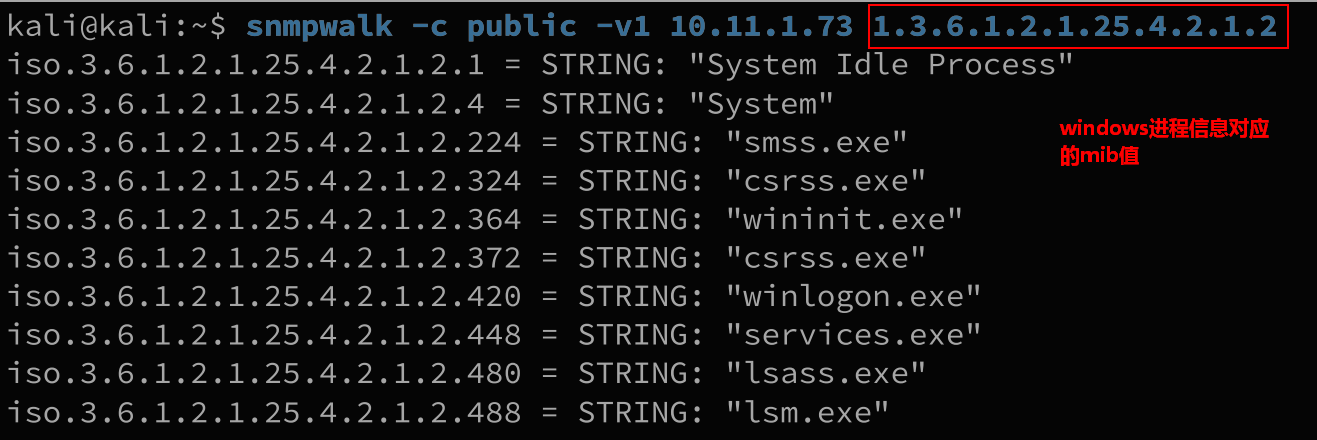 kali@kali:~$ snmpwalk -c public -v1 10.11.1.73 1.3.6.1.2.1.25.4.2.1.2
iso.3.6.1.2.1.25.4.2.1.2.1 = STRING: "System Idle Process"
iso.3.6.1.2.1.25.4.2.1.2.4 = STRING: "System"
iso.3.6.1.2.1.25.4.2.1.2.224 = STRING: "smss.exe"
iso.3.6.1.2.1.25.4.2.1.2.324 = STRING: "csrss.exe"
iso.3.6.1.2.1.25.4.2.1.2.364 = STRING: "wininit.exe"
iso.3.6.1.2.1.25.4.2.1.2.372 = STRING: "csrss.exe"
iso.3.6.1.2.1.25.4.2.1.2.420 = STRING: "winlogon.exe"
iso.3.6.1.2.1.25.4.2.1.2.448 = STRING: "services.exe"
iso.3.6.1.2.1.25.4.2.1.2.480 = STRING: "lsass.exe"
iso.3.6.1.2.1.25.4.2.1.2.488 = STRING: "lsm.exe"
windows进程信息对应
的mib值